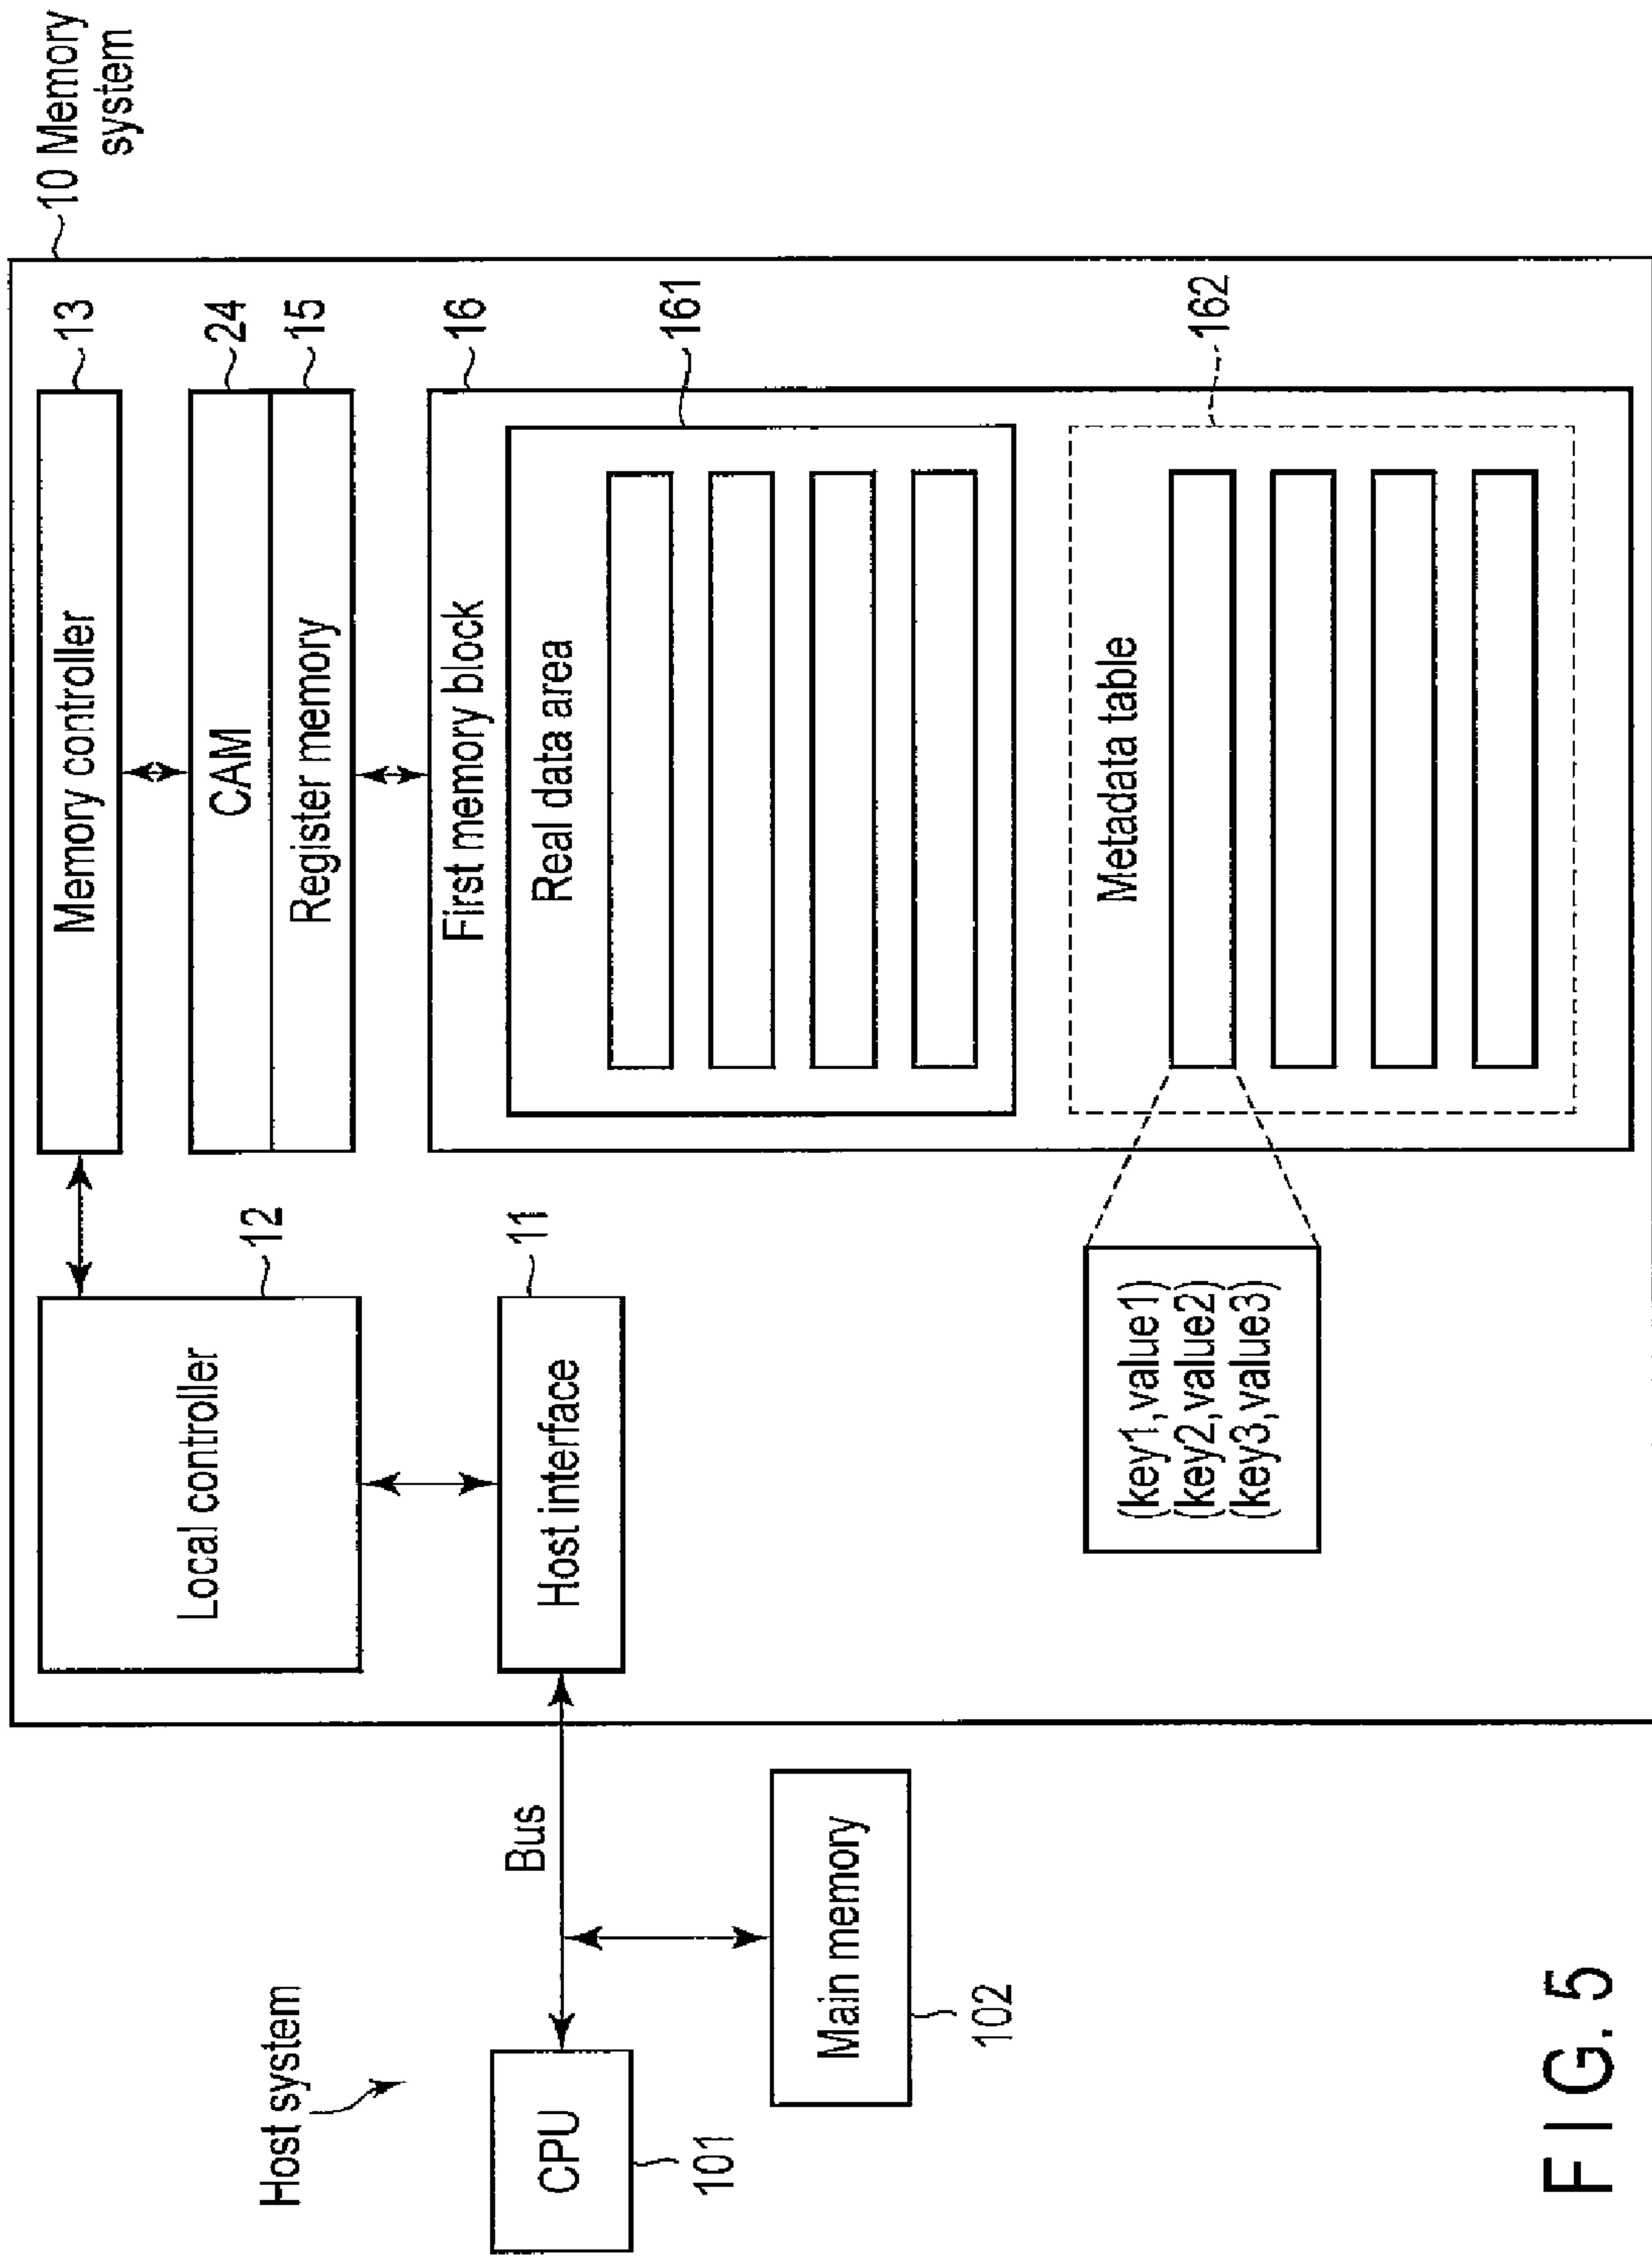 10 Memory
system
Host system
CPU
101
Bus
Main memory
102
Local controller
12
Host interface
11
Memory controller
13
CAM
24
Register memory
15
First memory block
16
Real data area
161
Metadata table
162
(key1,value1)
(key2,value2)
(key3,value3)
FIG. 5